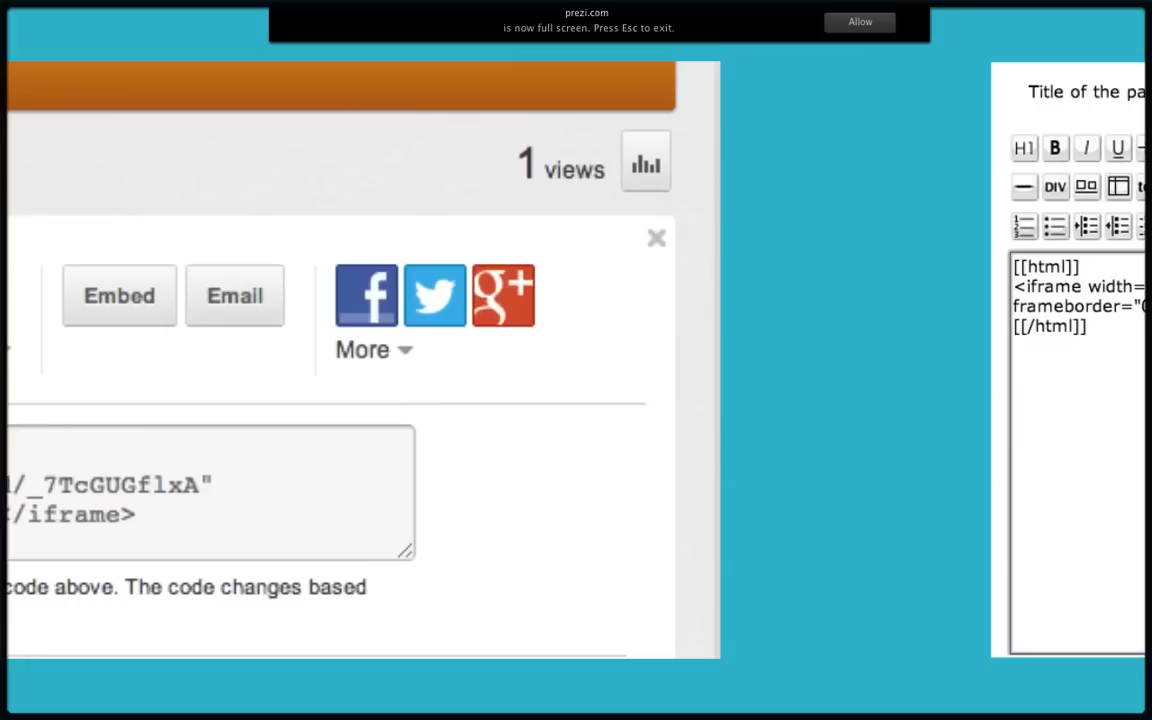 prezi.com
is now full screen. Press Esc to exit.
Allow
1 views
Embed
Email
More
/_7TcGUGflxA"
</iframe>
code above. The code changes based
Title of the pa
H1 B I U
DIV
[[html]]
<iframe width=
frameborder="0
[[/html]]